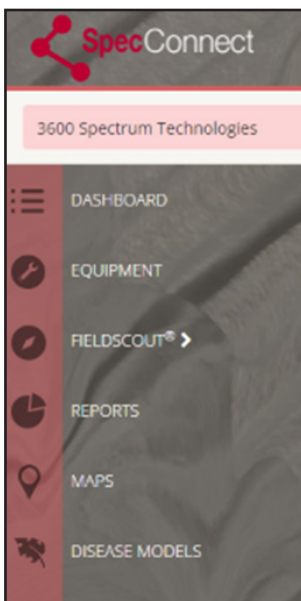 SpecConnect
3600 Spectrum Technologies
DASHBOARD
EQUIPMENT
FIELDSCOUT®
REPORTS
MAPS
DISEASE MODELS